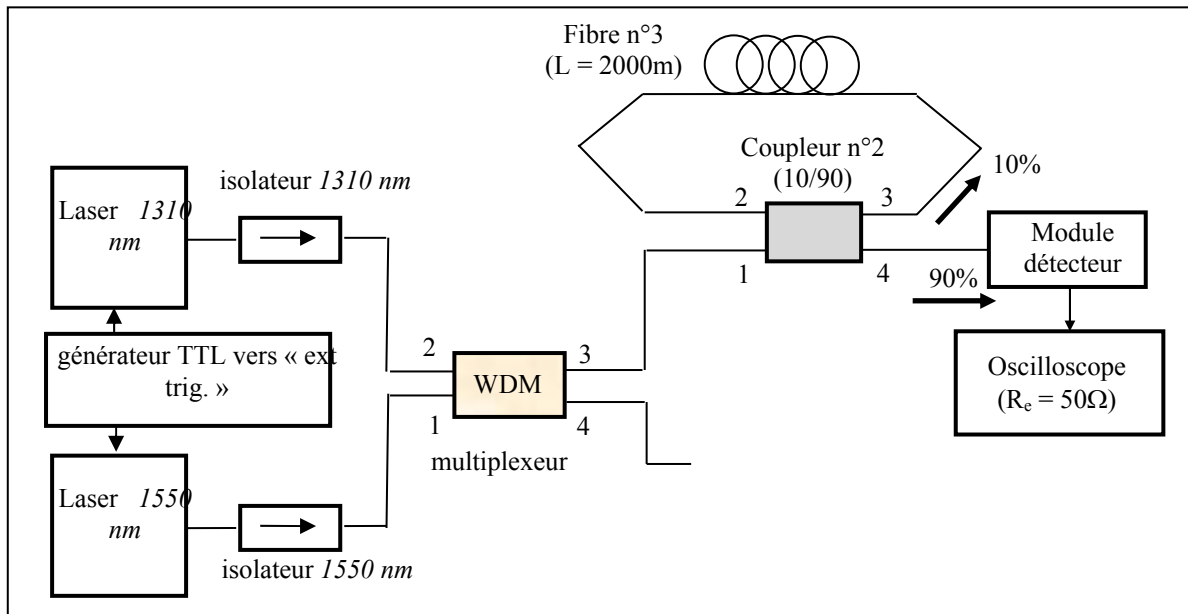 Fibre n°3
(L = 2000m)
Coupleur n°2
(10/90)
10%
2
3
1
4
90%
Module
détecteur
Oscilloscope
(Rₑ = 50Ω)
isolateur 1310 nm
Laser 1310
nm
générateur TTL vers « ext
trig. »
2
3
WDM
1
4
multiplexeur
Laser 1550
nm
isolateur 1550 nm